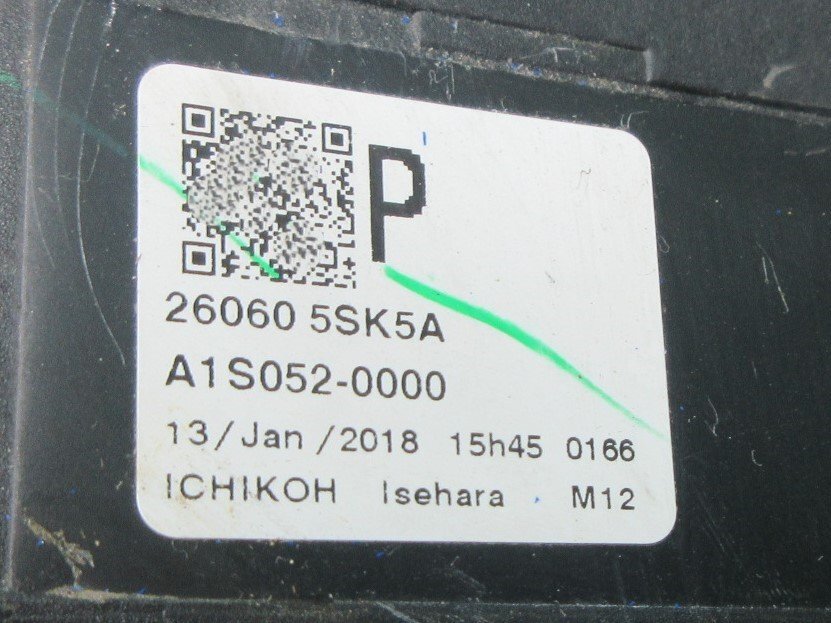 P
26060 5SK5A
A1S052-0000
13/Jan/2018 15h45 0166
ICHIKOH Isehara M12